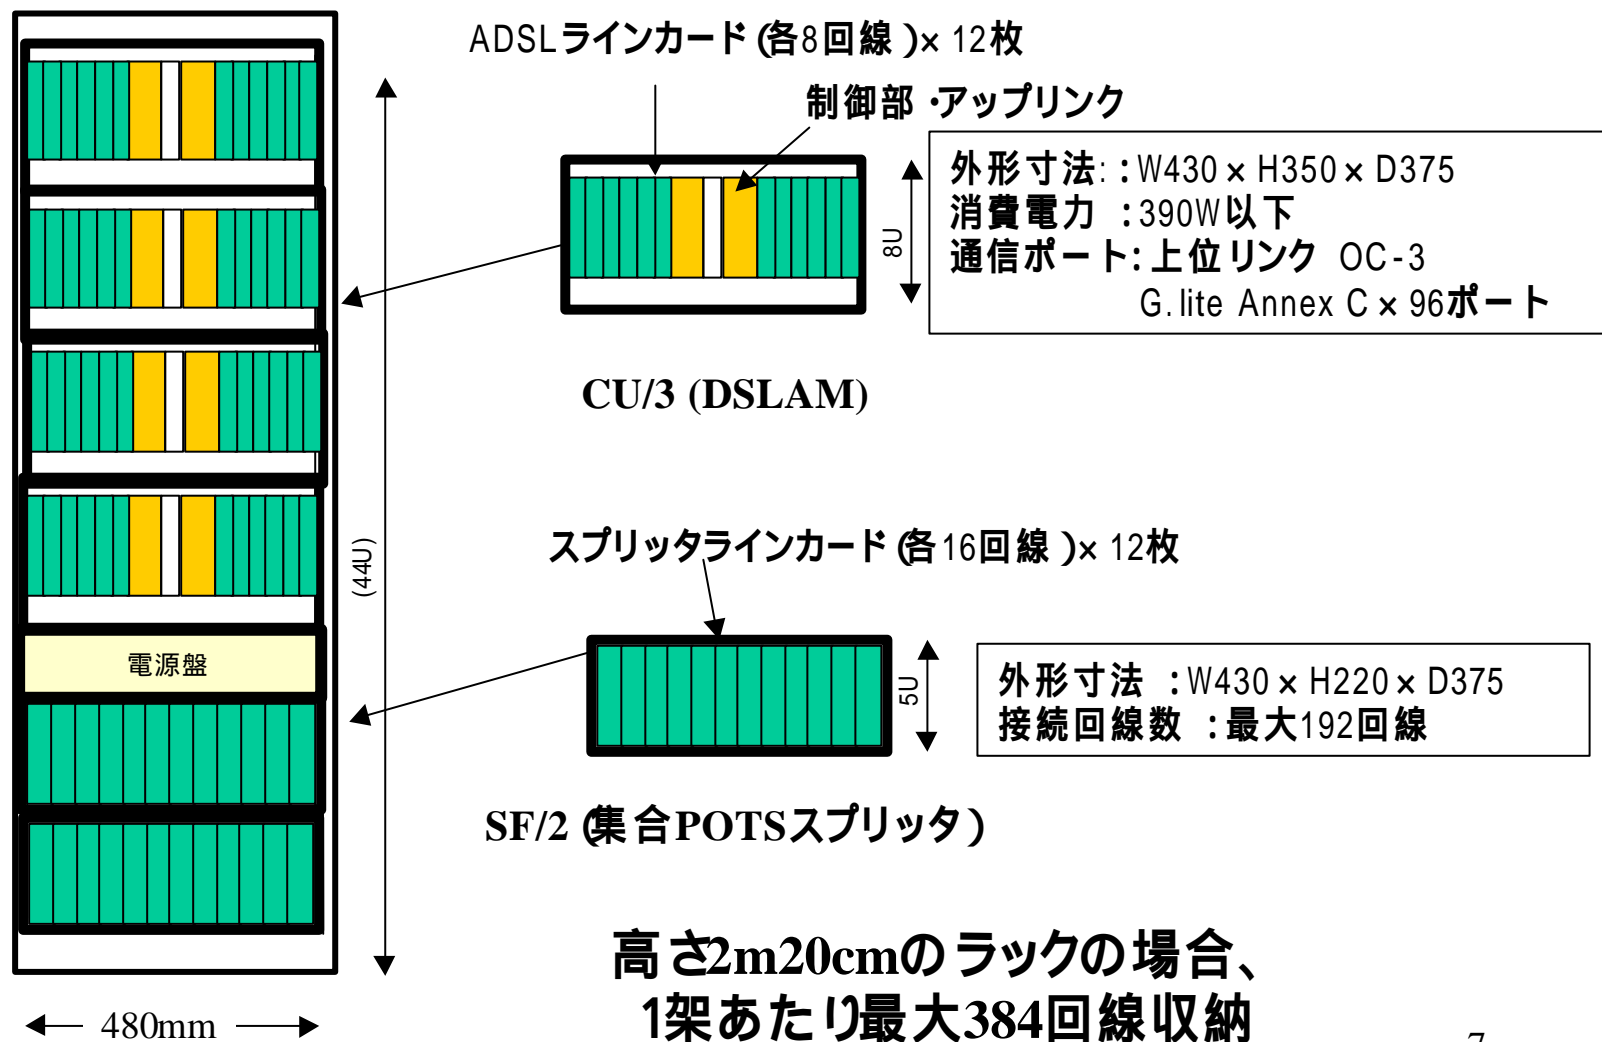 ADSLラインカード(各8回線)×12枚
制御部・アップリンク
外形寸法::W430×H350×D375
消費電力 :390W以下
通信ポート:上位リンク OC-3
G.lite Annex C×96ポート
8U
CU/3 (DSLAM)
(44U)
スプリッタラインカード(各16回線)×12枚
電源盤
5U
外形寸法 :W430×H220×D375
接続回線数 :最大192回線
SF/2(集合POTSスプリッタ)
高さ2m20cmのラックの場合、
1架あたり最大384回線収納
480mm
7